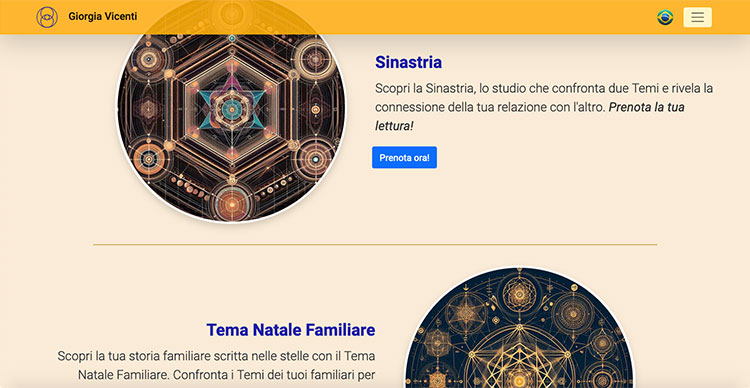 Giorgia Vicenti
Sinastria
Scopri la Sinastria, lo studio che confronta due Temi e rivela la
connessione della tua relazione con l'altro. Prenota la tua
lettura!
Prenota ora!
Tema Natale Familiare
Scopri la tua storia familiare scritta nelle stelle con il Tema
Natale Familiare. Confronta i Temi dei tuoi familiari per